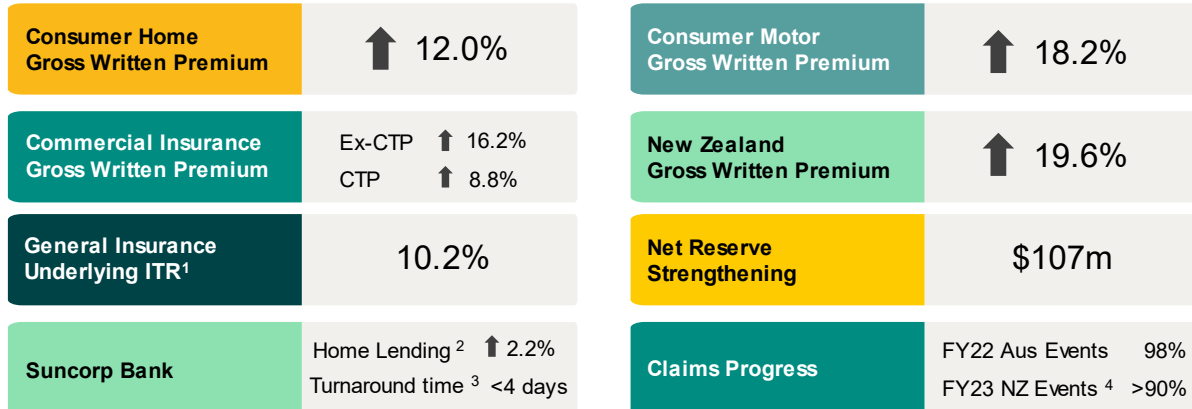 Consumer Home
Gross Written Premium
12.0%
Consumer Motor
Gross Written Premium
18.2%
Commercial Insurance
Gross Written Premium
Ex-CTP 16.2%
CTP 8.8%
New Zealand
Gross Written Premium
19.6%
General Insurance
Underlying ITR¹
10.2%
Net Reserve
Strengthening
$107m
Suncorp Bank
Home Lending ² 2.2%
Turnaround time ³ <4 days
Claims Progress
FY22 Aus Events 98%
FY23 NZ Events ⁴ >90%